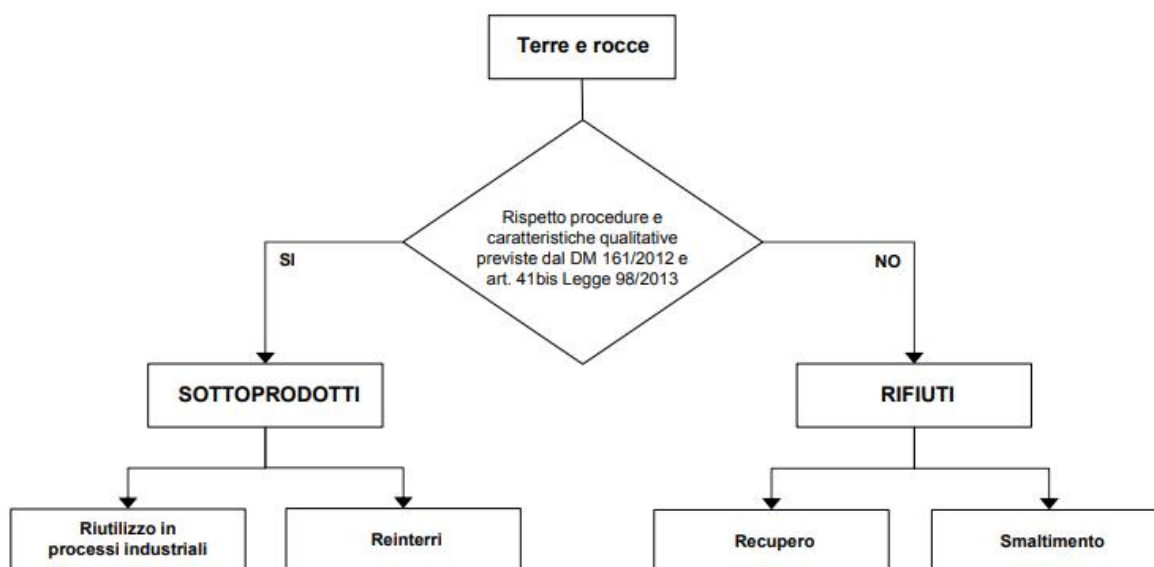 Terre e rocce
Rispetto procedure e
caratteristiche qualitative
previste dal DM 161/2012 e
art. 41bis Legge 98/2013
SI
NO
SOTTOPRODOTTI
RIFIUTI
Riutilizzo in
processi industriali
Reinterri
Recupero
Smaltimento